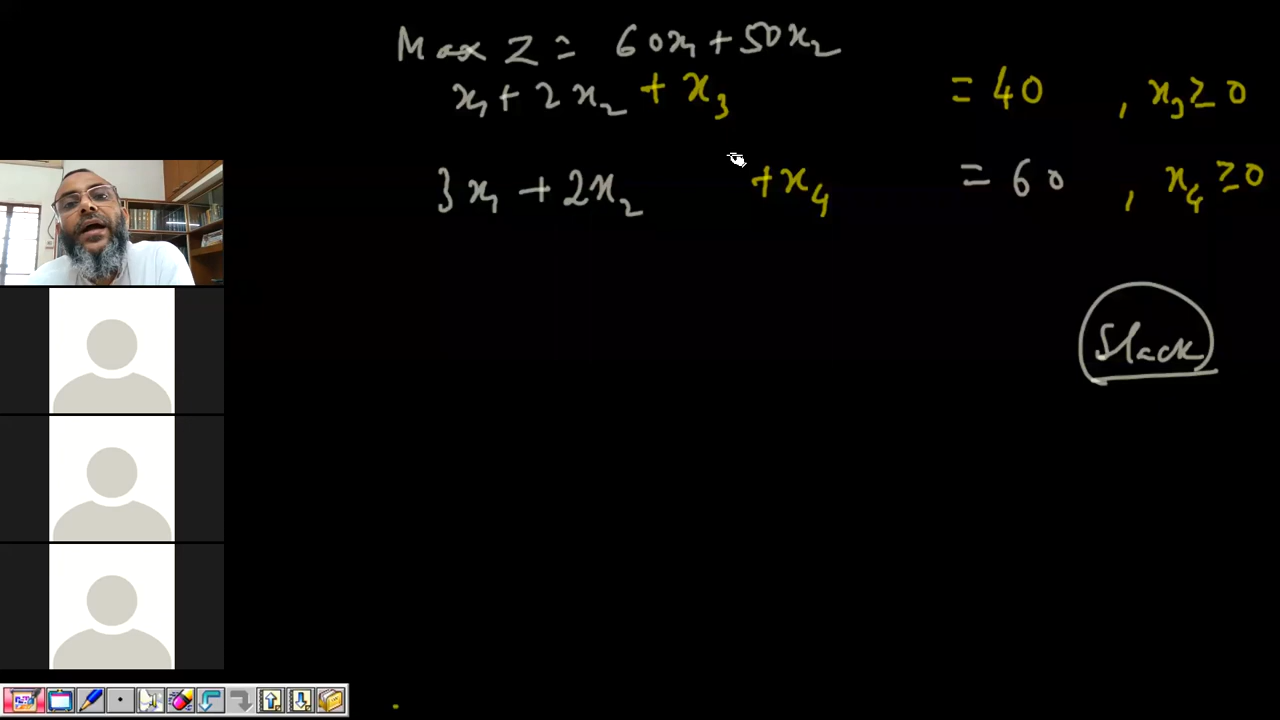 Max Z = 60x₁ + 50x₂
x₁ + 2x₂ + x₃ = 40 , x₃ ≥ 0
3x₁ + 2x₂ + x₄ = 60 , x₄ ≥ 0
Slack